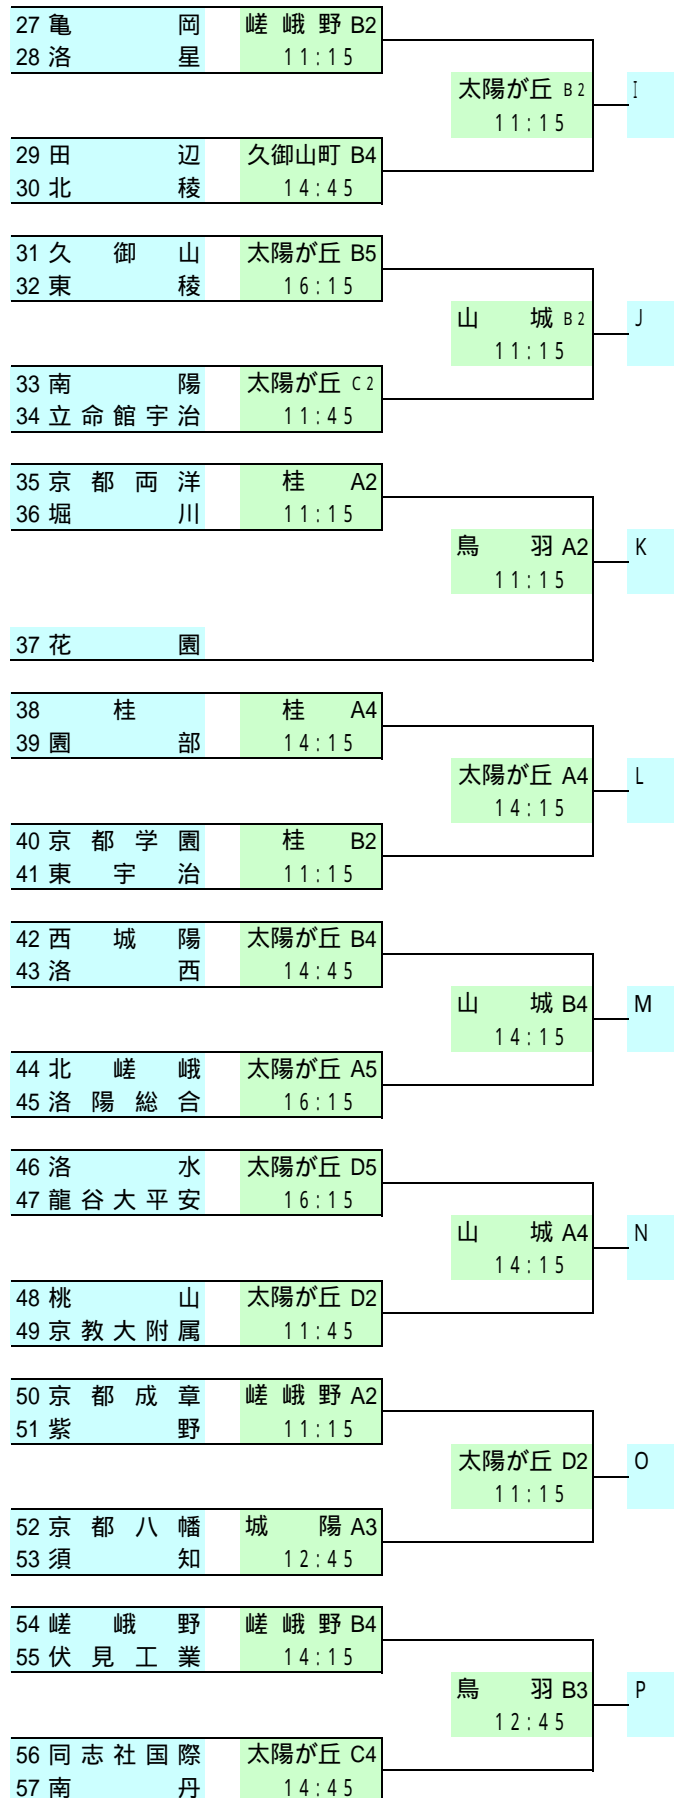 27 亀岡 嵯峨野 B2
28 洛星 11:15
太陽が丘 B2 I
11:15
29 田辺 久御山町 B4
30 北稜 14:45
31 久御山 太陽が丘 B5
32 東稜 16:15
山城 B2 J
11:15
33 南陽 太陽が丘 C2
34 立命館宇治 11:45
35 京都両洋 桂 A2
36 堀川 11:15
鳥羽 A2 K
11:15
37 花園
38 桂 桂 A4
39 園部 14:15
太陽が丘 A4 L
14:15
40 京都学園 桂 B2
41 東宇治 11:15
42 西城陽 太陽が丘 B4
43 洛西 14:45
山城 B4 M
14:15
44 北嵯峨 太陽が丘 A5
45 洛陽総合 16:15
46 洛水 太陽が丘 D5
47 龍谷大平安 16:15
山城 A4 N
14:15
48 桃山 太陽が丘 D2
49 京教大附属 11:45
50 京都成章 嵯峨野 A2
51 紫野 11:15
太陽が丘 D2 O
11:15
52 京都八幡 城陽 A3
53 須知 12:45
54 嵯峨野 嵯峨野 B4
55 伏見工業 14:15
鳥羽 B3 P
12:45
56 同志社国際 太陽が丘 C4
57 南丹 14:45